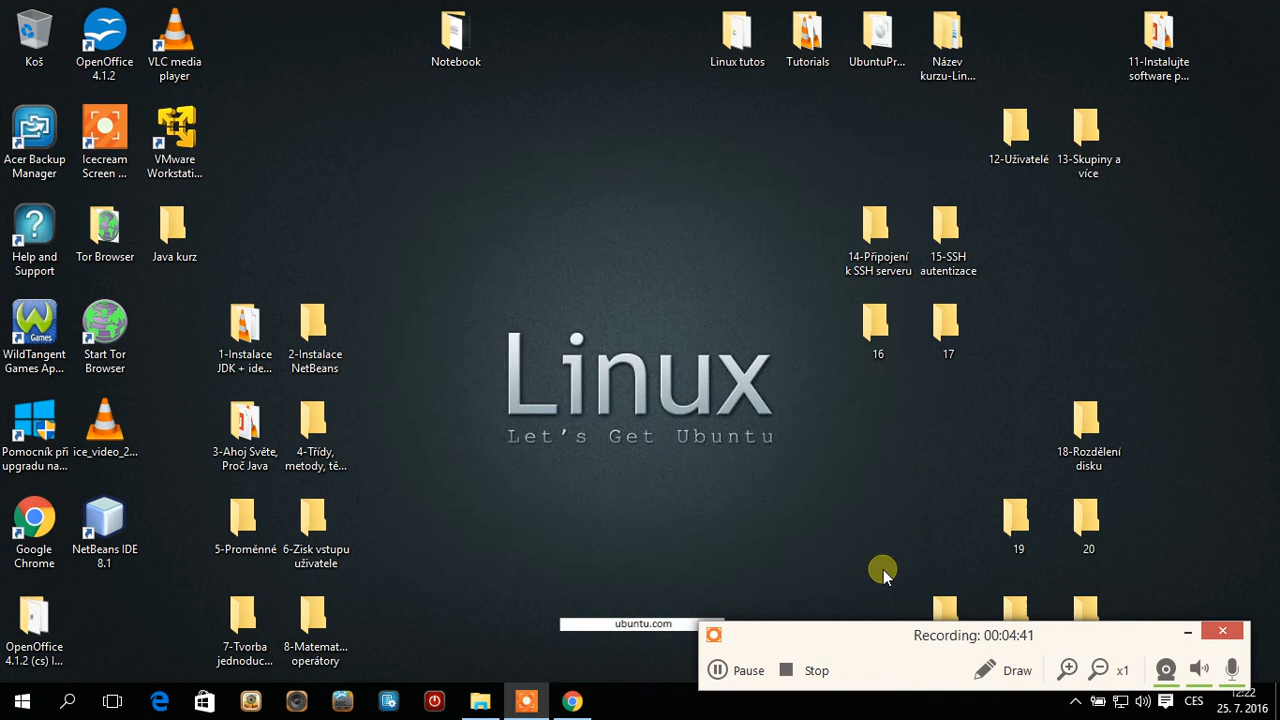 Koš
OpenOffice
4.1.2
VLC media
player
Notebook
Linux tutos
Tutorials
UbuntuPr...
Název
kurzu-Lin...
11-Instalujte
software p...
Acer Backup
Manager
Icecream
Screen ...
VMware
Workstati...
12-Uživatelé
13-Skupiny a
více
Help and
Support
Tor Browser
Java kurz
14-Připojení
k SSH serveru
15-SSH
autentizace
WildTangent
Games Ap...
Games
Start Tor
Browser
1-Instalace
JDK + ide...
2-Instalace
NetBeans
16
17
Linux
Let's Get Ubuntu
Pomocník při
upgradu na...
ice_video_2...
3-Ahoj Světe,
Proč Java
4-Třídy,
metody, tě...
18-Rozdělení
disku
Google
Chrome
NetBeans IDE
8.1
5-Proměnné
6-Zisk vstupu
uživatele
19
20
OpenOffice
4.1.2 (cs) I...
7-Tvorba
jednoduc...
8-Matemat...
operátory
ubuntu.com
Recording: 00:04:41
Pause
Stop
Draw
x1
CES
12:22
25. 7. 2016